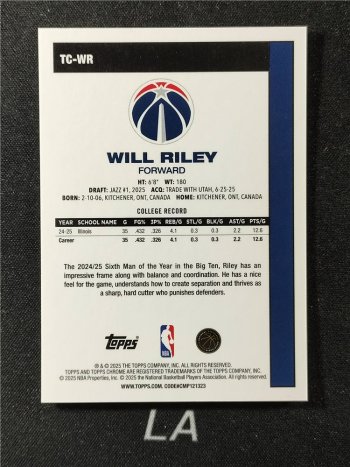 TC-WR
WILL RILEY
FORWARD
HT: 6'8" WT: 180
DRAFT: JAZZ #1, 2025 ACQ: TRADE WITH UTAH, 6-25-25
BORN: 2-10-06, KITCHENER, ONT, CANADA HOME: KITCHENER, ONT, CANADA
COLLEGE RECORD
YEAR SCHOOL NAME G FG% 3P% REB/G STL/G BLK/G AST/G PTS/G
24-25 Illinois 35 .432 .326 4.1 0.3 0.3 2.2 12.6
Career 35 .432 .326 4.1 0.3 0.3 2.2 12.6
The 2024/25 Sixth Man of the Year in the Big Ten, Riley has an
impressive frame along with balance and coordination. He has a nice
feel for the game, understands how to create separation and thrives as
a sharp, hard cutter who punishes defenders.
Topps
NBA
® & © 2025 THE TOPPS COMPANY, INC. ALL RIGHTS RESERVED.
TOPPS AND TOPPS CHROME ARE REGISTERED TRADEMARKS OF THE TOPPS COMPANY, INC.
© 2025 NBA Properties, Inc. © 2025 the National Basketball Players Association. All rights reserved.
WWW.TOPPS.COM, CODE#CMP121323
LA